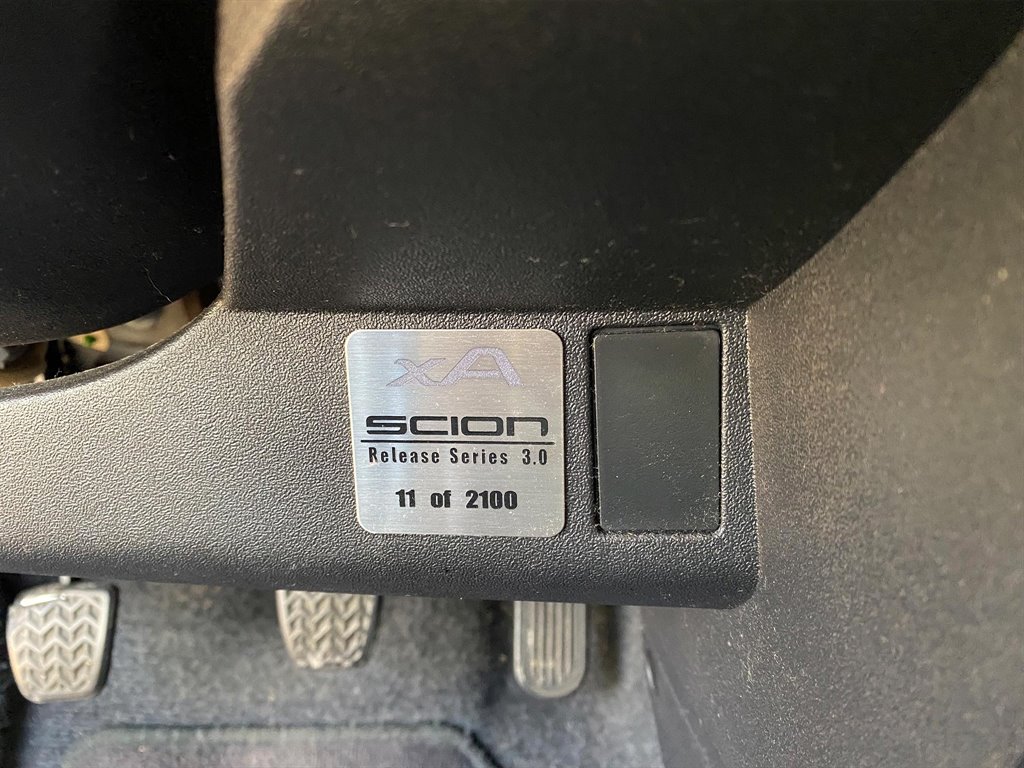 xA
SCION
Release Series 3.0
11 of 2100